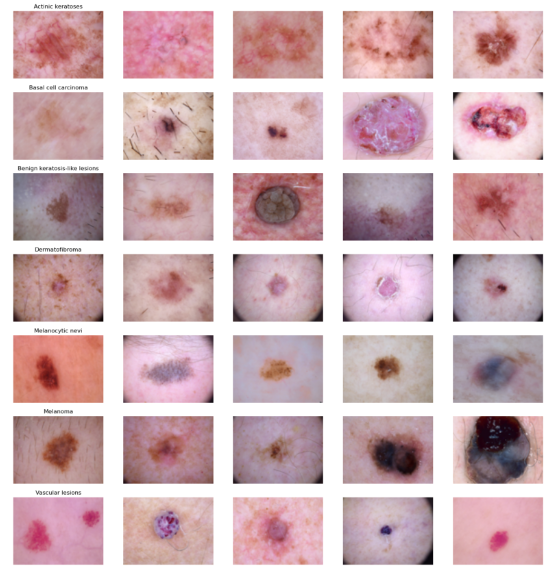 Actinic keratoses
Basal cell carcinoma
Benign keratosis-like lesions
Dermatofibroma
Melanocytic nevi
Melanoma
Vascular lesions